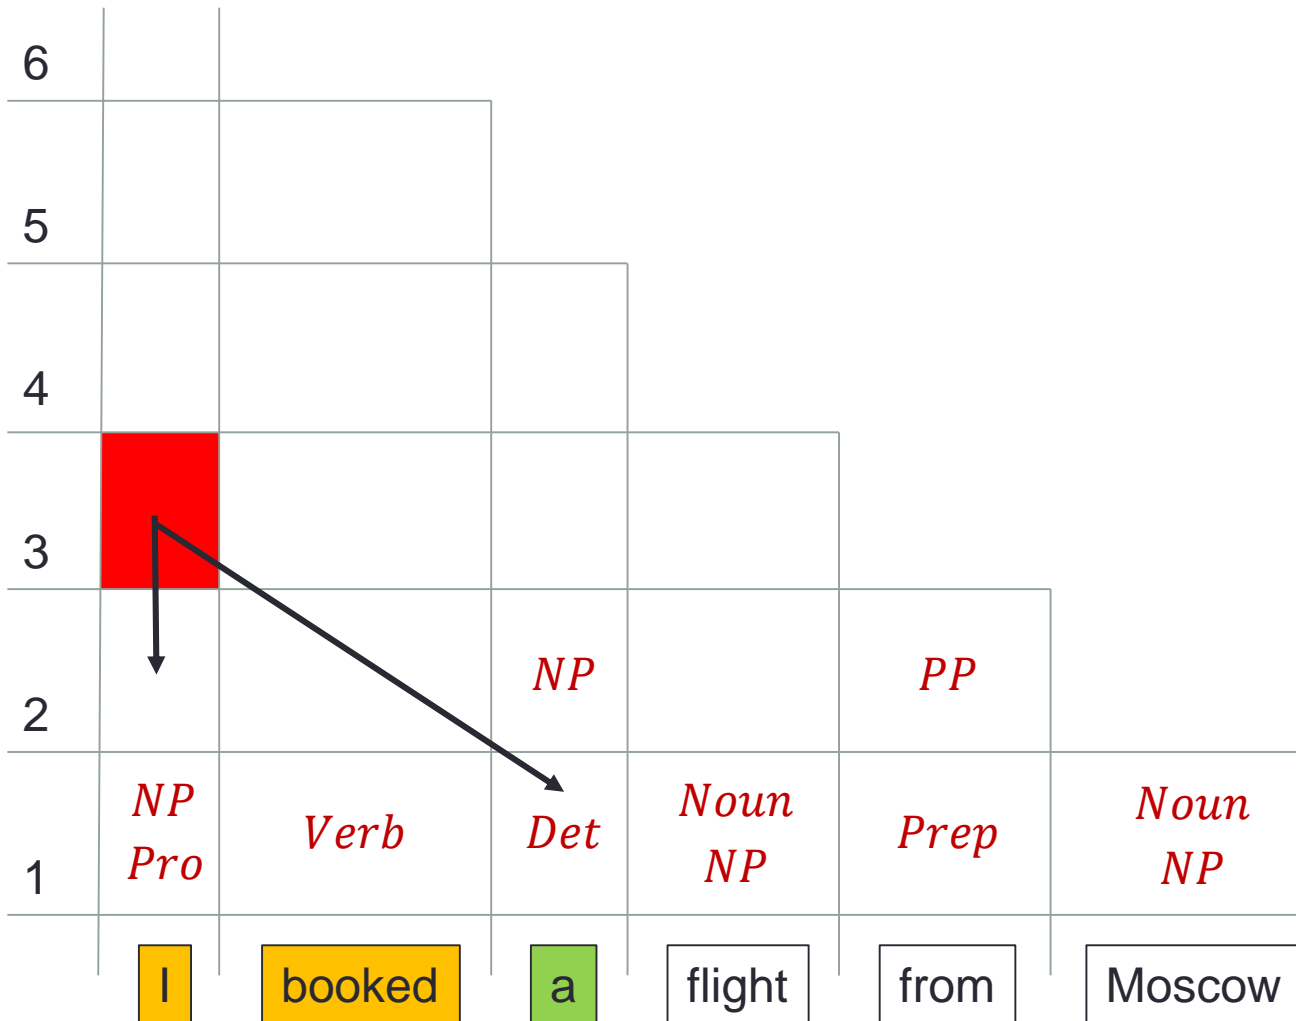 6
5
4
3
2 NP PP
NP Noun Noun
Verb Det Prep
Pro NP NP
1
I booked a flight from Moscow